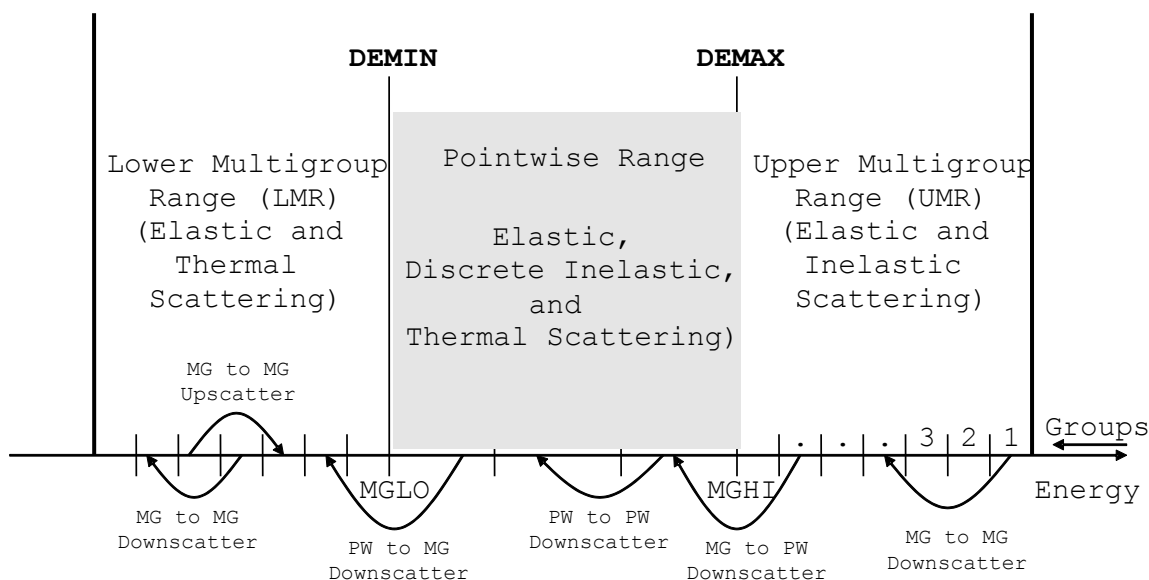 DEMIN
DEMAX
Lower Multigroup
Range (LMR)
(Elastic and
Thermal
Scattering)
Pointwise Range
Elastic,
Discrete Inelastic,
and
Thermal Scattering)
Upper Multigroup
Range (UMR)
(Elastic and
Inelastic
Scattering)
MG to MG
Upscatter
. . . 3 2 1
Groups
MGLO
MGHI
Energy
MG to MG
Downscatter
PW to MG
Downscatter
PW to PW
Downscatter
MG to PW
Downscatter
MG to MG
Downscatter